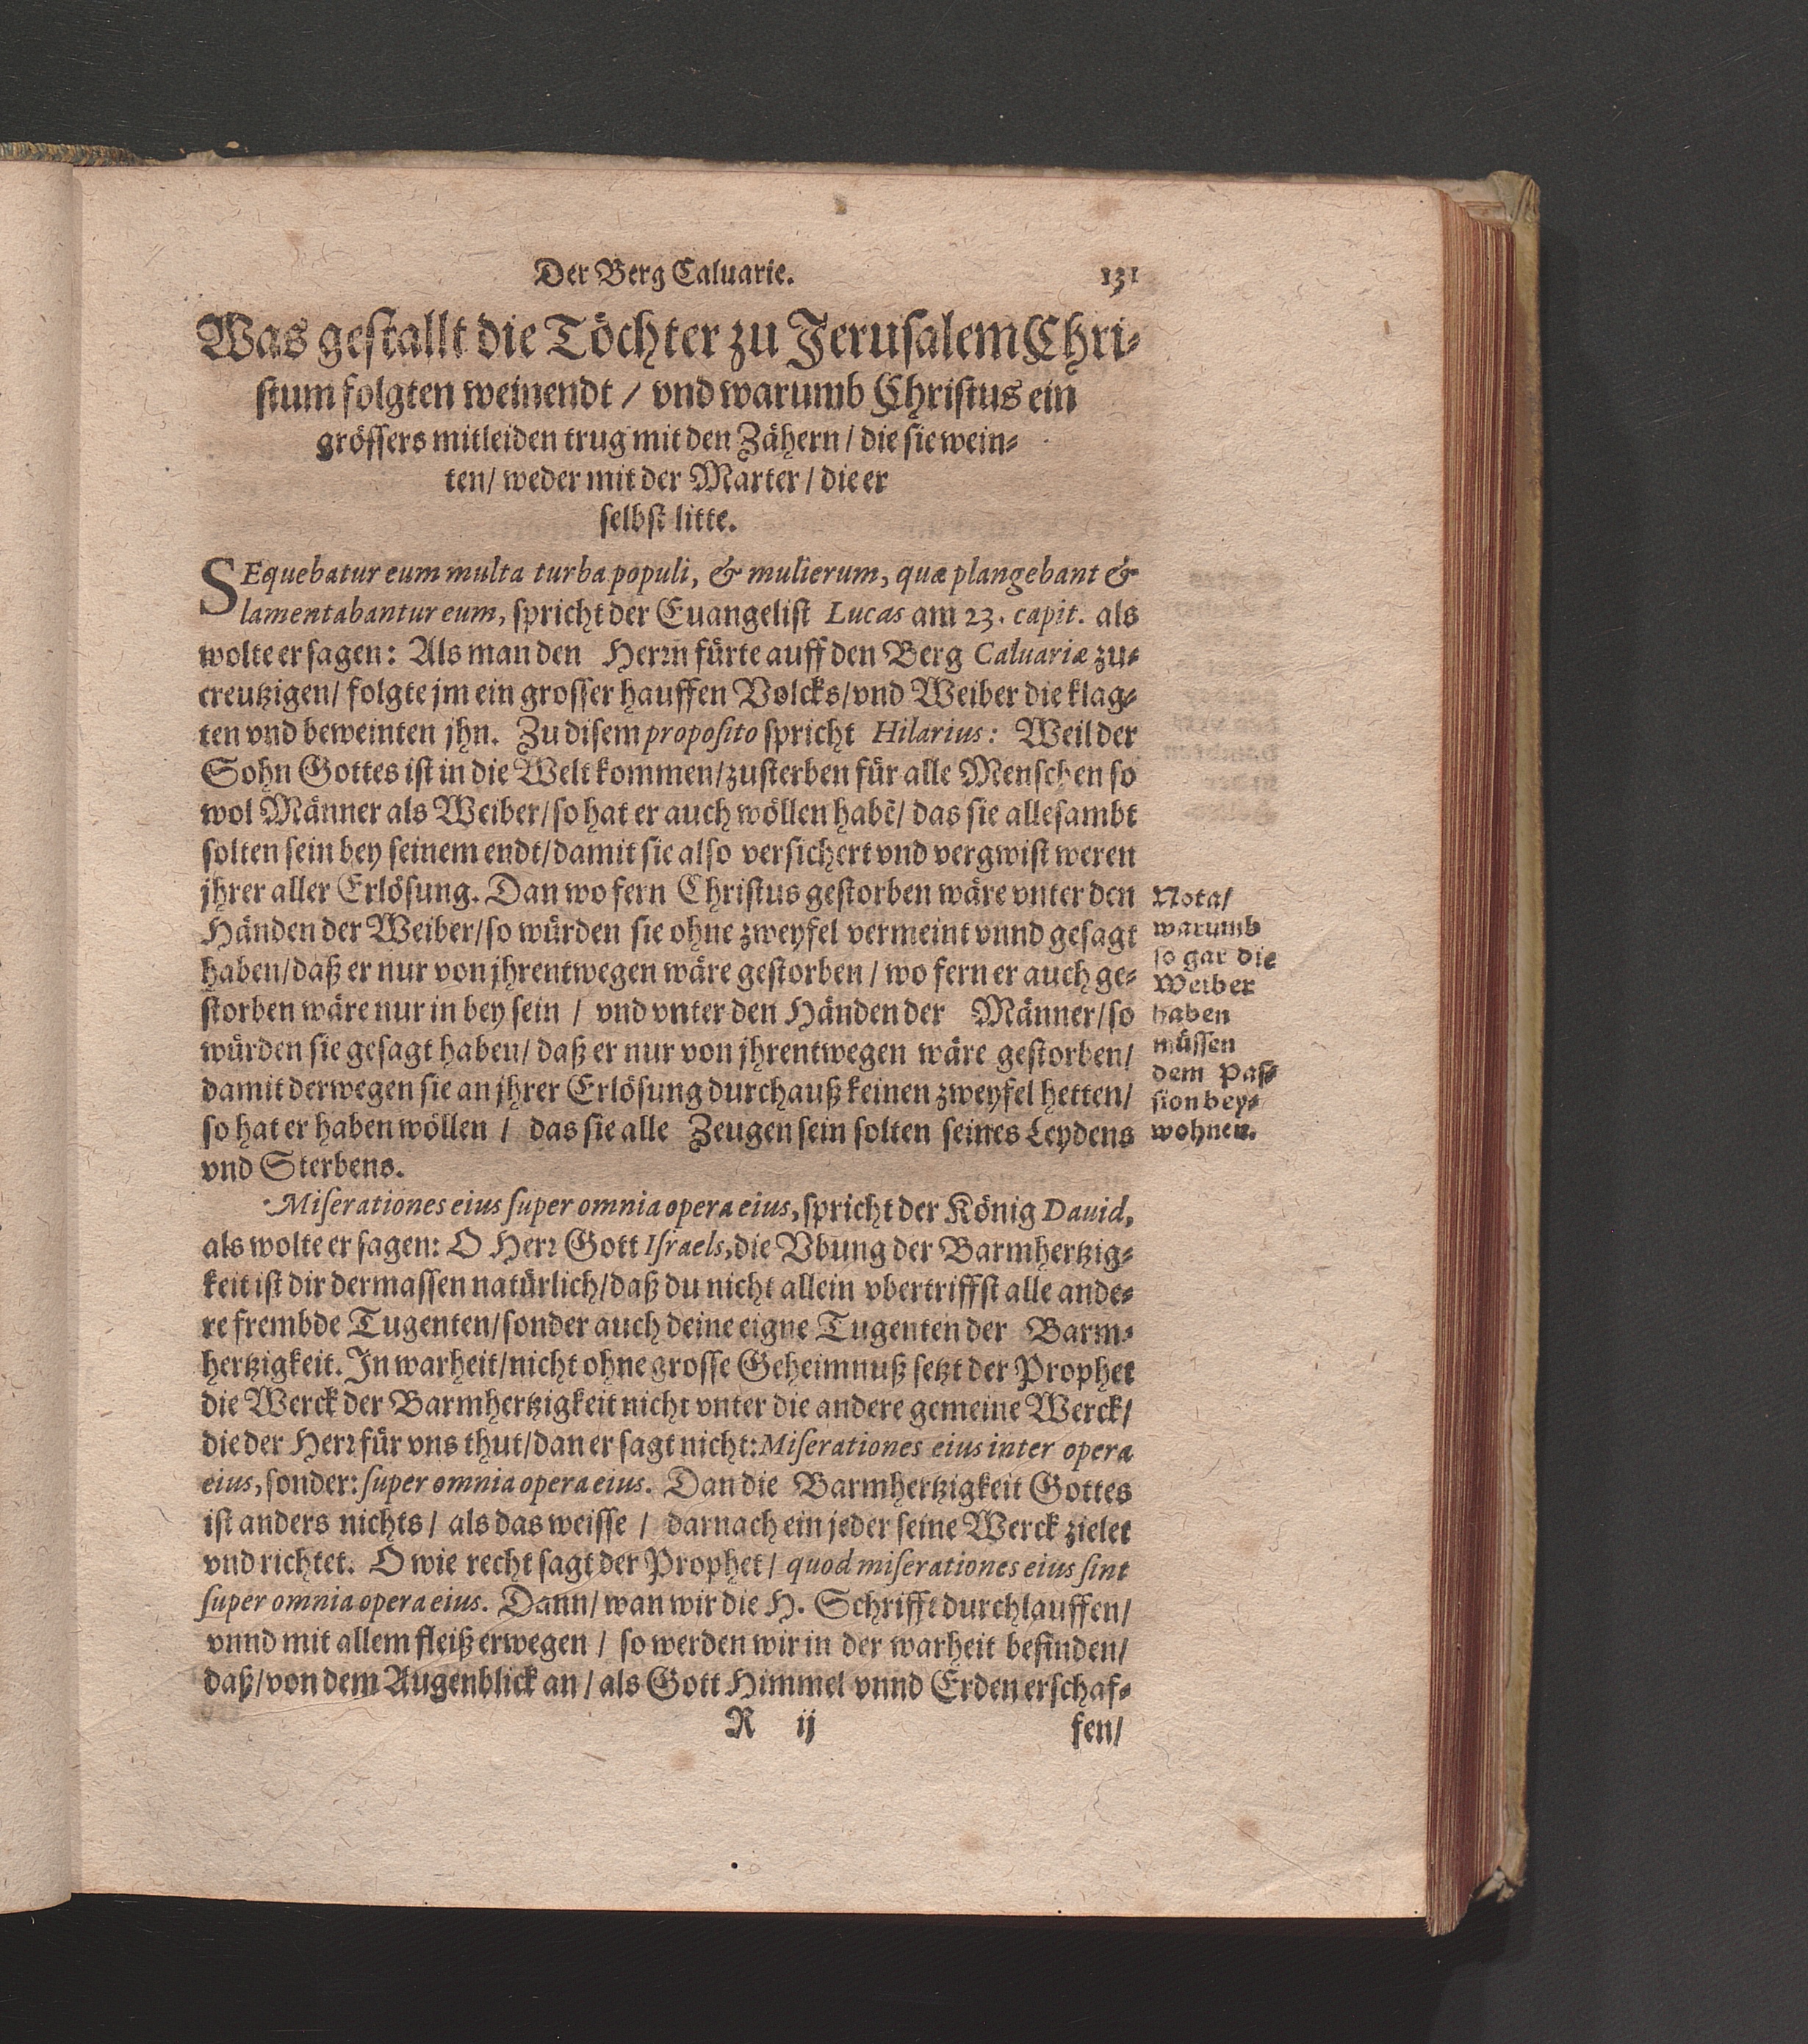 Der Berg Caluarie. 131
Was gestallt die Töchter zu Jerusalem Chri-
stum folgten weinendt / vnd warumb Christus ein
grössers mitleiden trug mit den Zähern / die sie wein-
ten / weder mit der Marter / die er
selbst litte.
SEquebatur eum multa turba populi, & mulierum, quæ plangebant &
lamentabantur eum, spricht der Euangelist Lucas am 23. capit. als
wolte er sagen: Als man den Herrn fürte auff den Berg Caluariæ zu-
creutzigen / folgte jm ein grosser hauffen Volcks / vnd Weiber die klag-
ten vnd beweinten jhn. Zu disem proposito spricht Hilarius: Weil der
Sohn Gottes ist in die Welt kommen / zusterben für alle Menschen so
wol Männer als Weiber / so hat er auch wöllen habẽ / das sie allesambt
solten sein bey seinem endt / damit sie also versichert vnd vergwist weren
jhrer aller Erlösung. Dan wo fern Christus gestorben wäre vnter den
Händen der Weiber / so würden sie ohne zweyfel vermeint vnnd gesagt
haben / daß er nur von jhrentwegen wäre gestorben / wo fern er auch ge-
storben wäre nur in bey sein / vnd vnter den Händen der Männer / so
würden sie gesagt haben / daß er nur von jhrentwegen wäre gestorben /
damit derwegen sie an jhrer Erlösung durchauß keinen zweyfel hetten /
so hat er haben wöllen / das sie alle Zeugen sein solten seines Leydens
vnd Sterbens.
Nota /
warumb
so gar die
Weiber
haben
müssen
dem Pas-
sion bey-
wohnen.
Miserationes eius super omnia opera eius, spricht der König Dauid,
als wolte er sagen: O Herr Gott Israels, die Vbung der Barmhertzig-
keit ist dir dermassen natürlich / daß du nicht allein vbertriffst alle ande-
re frembde Tugenten / sonder auch deine eigne Tugenten der Barm-
hertzigkeit. In warheit / nicht ohne grosse Geheimnuß setzt der Prophet
die Werck der Barmhertzigkeit nicht vnter die andere gemeine Werck /
die der Herr für vns thut / dan er sagt nicht: Miserationes eius inter opera
eius, sonder: super omnia opera eius. Dan die Barmhertzigkeit Gottes
ist anders nichts / als das weisse / darnach ein jeder seine Werck zielet
vnd richtet. O wie recht sagt der Prophet / quod miserationes eius sint
super omnia opera eius. Dann / wan wir die H. Schrifft durchlauffen /
vnnd mit allem fleiß erwegen / so werden wir in der warheit befinden /
daß / von dem Augenblick an / als Gott Himmel vnnd Erden erschaf-
R ij fen /